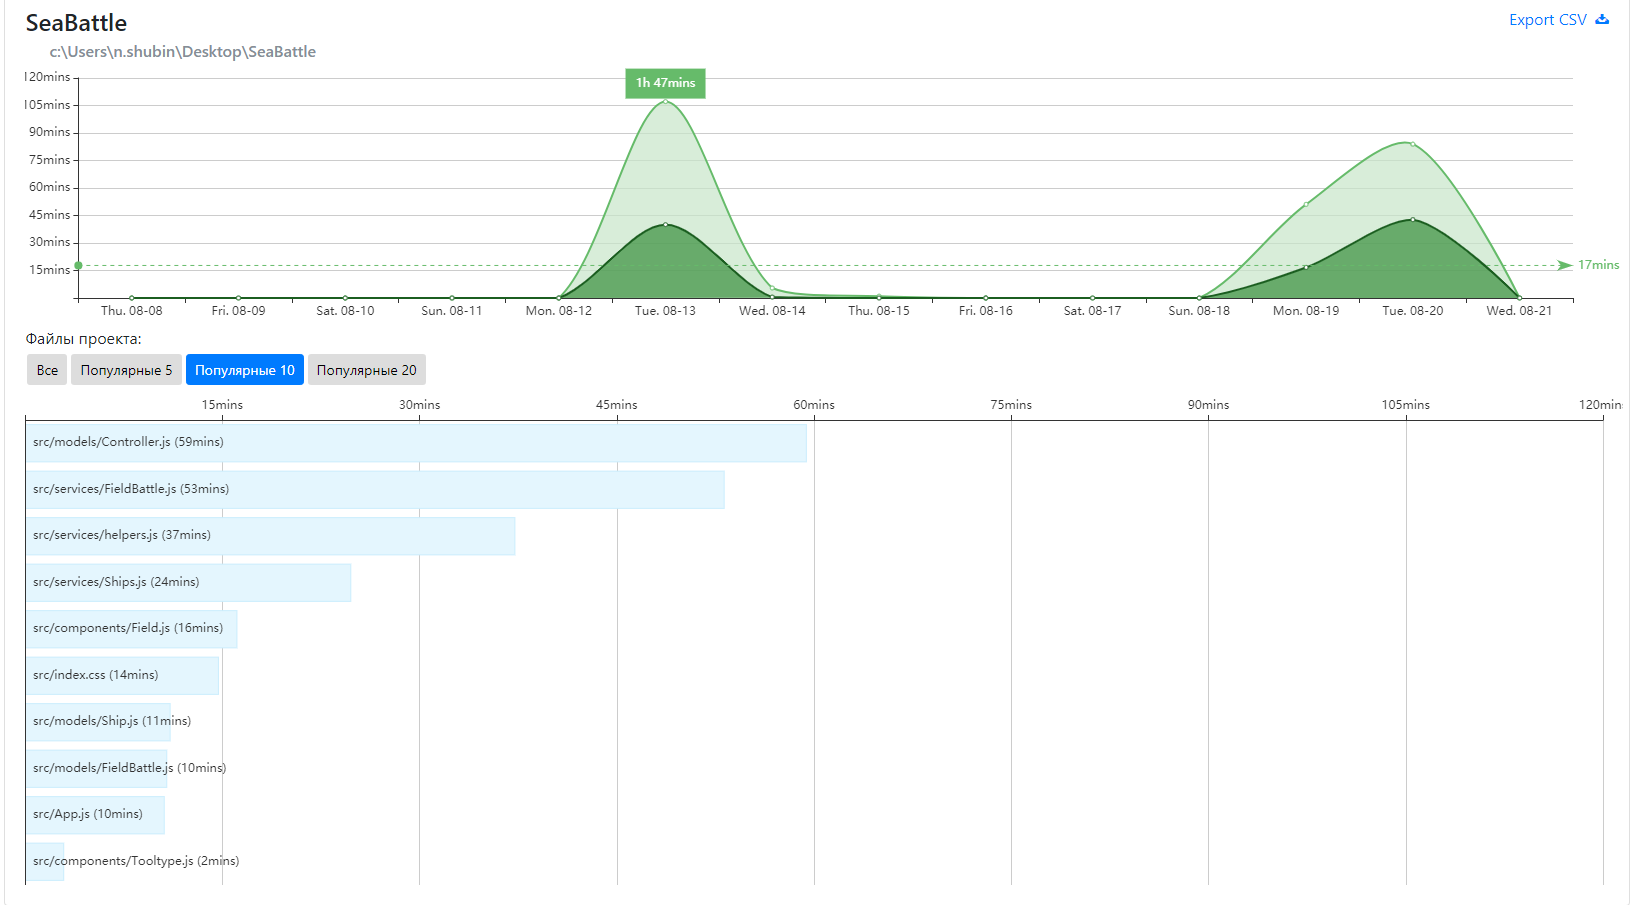 SeaBattle
Export CSV
c:\Users\n.shubin\Desktop\SeaBattle
120mins
105mins
90mins
75mins
60mins
45mins
30mins
15mins
1h 47mins
17mins
Thu. 08-08 Fri. 08-09 Sat. 08-10 Sun. 08-11 Mon. 08-12 Tue. 08-13 Wed. 08-14 Thu. 08-15 Fri. 08-16 Sat. 08-17 Sun. 08-18 Mon. 08-19 Tue. 08-20 Wed. 08-21
Файлы проекта:
Все Популярные 5 Популярные 10 Популярные 20
15mins 30mins 45mins 60mins 75mins 90mins 105mins 120min
src/models/Controller.js (59mins)
src/services/FieldBattle.js (53mins)
src/services/helpers.js (37mins)
src/services/Ships.js (24mins)
src/components/Field.js (16mins)
src/index.css (14mins)
src/models/Ship.js (11mins)
src/models/FieldBattle.js (10mins)
src/App.js (10mins)
src/components/Tooltype.js (2mins)